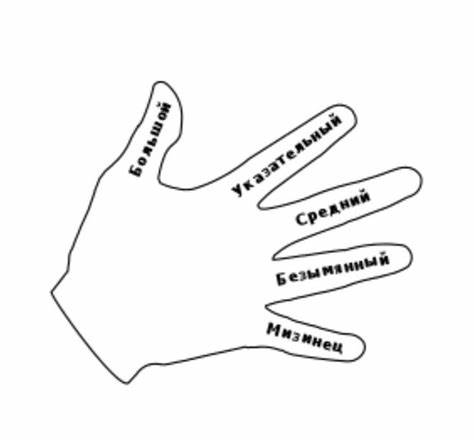 Большой
Указательный
Средний
Безымянный
Мизинец